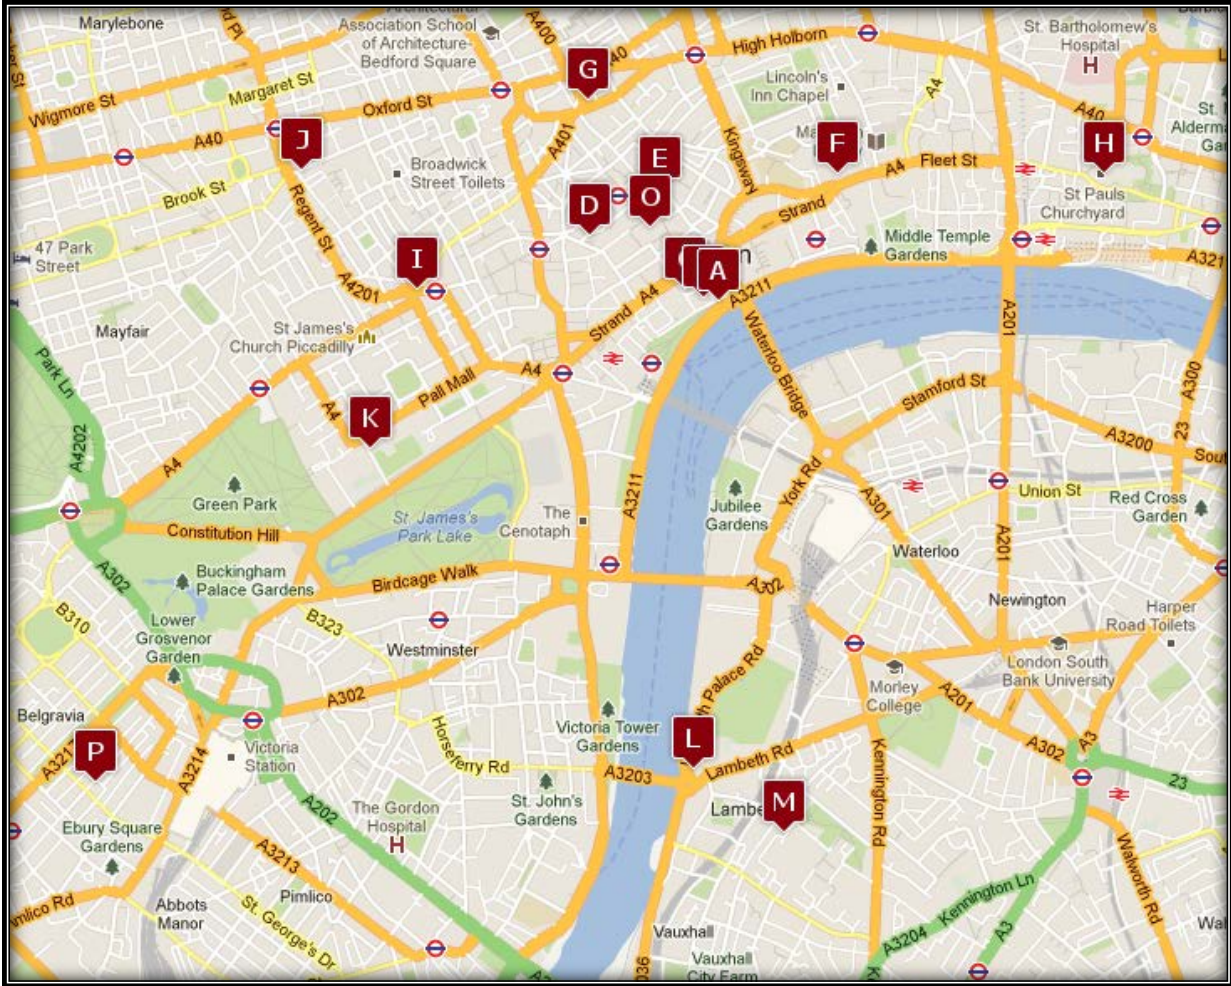 Marylebone
Architectural
Association School
of Architecture-
Bedford Square
A400
A40
High Holborn
St. Bartholomew's
Hospital
H
G
Lincoln's
Inn Chapel
A4
Margaret St
Wigmore St
Oxford St
A40
A401
Kingsway
A40
J
F
H
E
A4
Fleet St
Broadwick
Street Toilets
Brook St
D
O
St Pauls
Churchyard
Strand
Regent St
47 Park
Street
I
A
Middle Temple
Gardens
A321
A4201
Strand
A4
A3211
Mayfair
St James's
Church Piccadilly
Waterloo Bridge
A201
Park Ln
A4
Pall Mall
A4
K
Stamford St
A300
A4202
A3200
23
A4
Green Park
A3211
Jubilee
Gardens
York Rd
A301
Union St
Red Cross
Garden
Constitution Hill
St. James's
Park Lake
The
Cenotaph
Waterloo
A201
A302
Buckingham
Palace Gardens
Birdcage Walk
A302
Newington
B310
Lower
Grosvenor
Garden
B323
Westminster
Harper
Road Toilets
London South
Bank University
Morley
College
A201
Palace Rd
A302
Belgravia
Victoria Tower
Gardens
L
P
A3214
Victoria
Station
Horseferry Rd
A3203
Lambeth Rd
Kennington Rd
A302
A3
23
M
A202
The Gordon
Hospital
H
St. John's
Gardens
Ebury Square
Gardens
A3213
Walworth Rd
Pimlico
Kennington Ln
Abbots
Manor
St. George's Dr
Vauxhall
A3204
A3
Vauxhall
City Farm